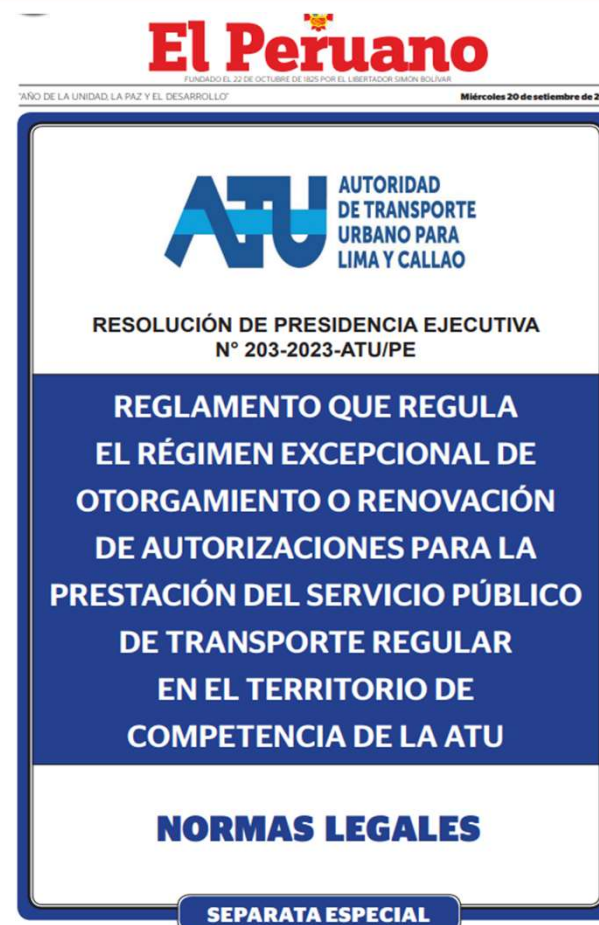 El Peruano
FUNDADO EL 22 DE OCTUBRE DE 1825 POR EL LIBERTADOR SIMÓN BOLÍVAR
"AÑO DE LA UNIDAD, LA PAZ Y EL DESARROLLO"
Miércoles 20 de setiembre de 2
ATU
AUTORIDAD
DE TRANSPORTE
URBANO PARA
LIMA Y CALLAO
RESOLUCIÓN DE PRESIDENCIA EJECUTIVA
N° 203-2023-ATU/PE
REGLAMENTO QUE REGULA
EL RÉGIMEN EXCEPCIONAL DE
OTORGAMIENTO O RENOVACIÓN
DE AUTORIZACIONES PARA LA
PRESTACIÓN DEL SERVICIO PÚBLICO
DE TRANSPORTE REGULAR
EN EL TERRITORIO DE
COMPETENCIA DE LA ATU
NORMAS LEGALES
SEPARATA ESPECIAL